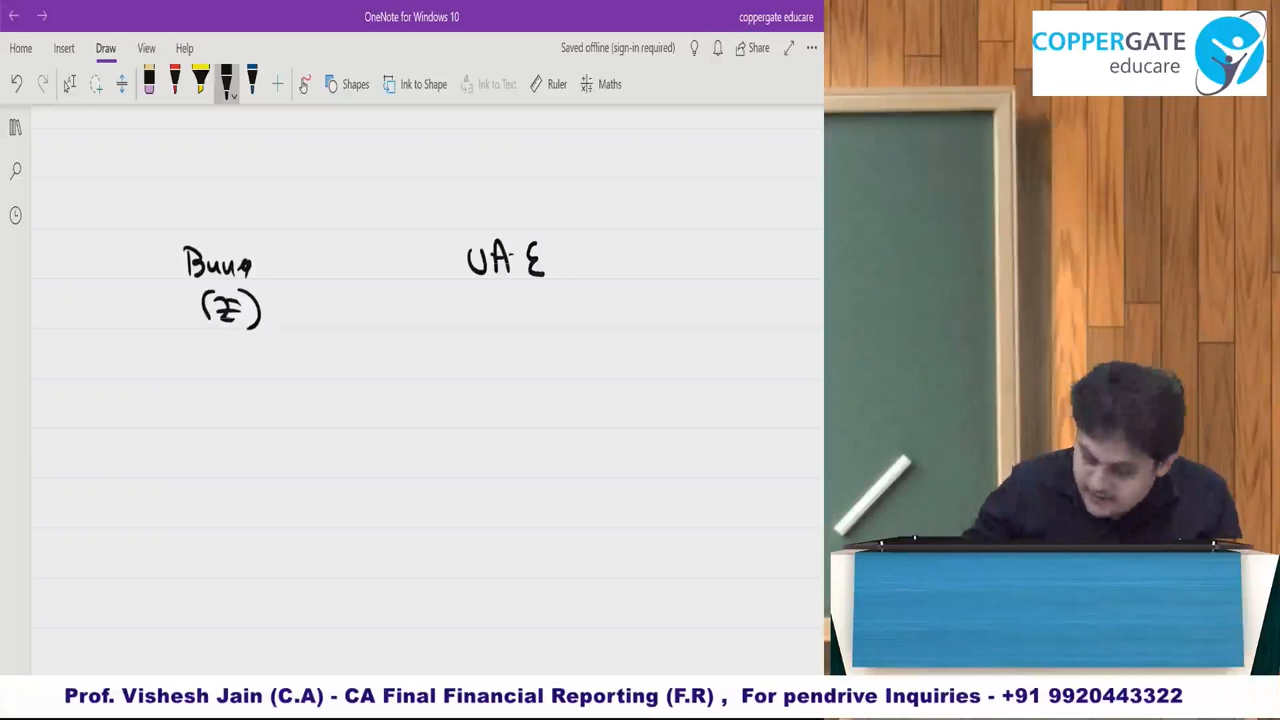 OneNote for Windows 10
coppergate educare
Home Insert Draw View Help
Saved offline (sign-in required)
Share
Shapes
Ink to Shape
Ink to Text
Ruler
Maths
COPPERGATE
educare
UAE
Prof. Vishesh Jain (C.A) - CA Final Financial Reporting (F.R) , For pendrive Inquiries - +91 9920443322